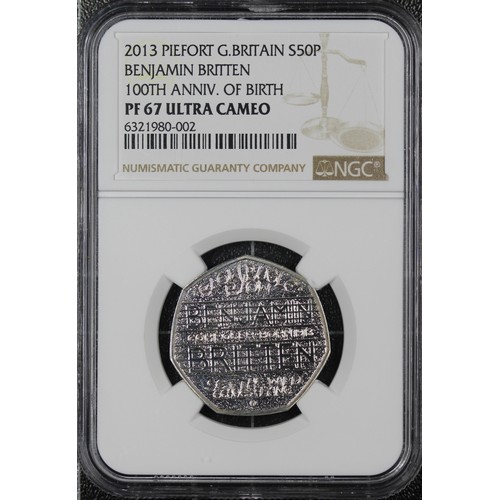 2013 PIEFORT G.BRITAIN S50P
BENJAMIN BRITTEN
100TH ANNIV. OF BIRTH
PF 67 ULTRA CAMEO
6321980-002
NUMISMATIC GUARANTY COMPANY
NGC
BENJAMIN
BRITTEN